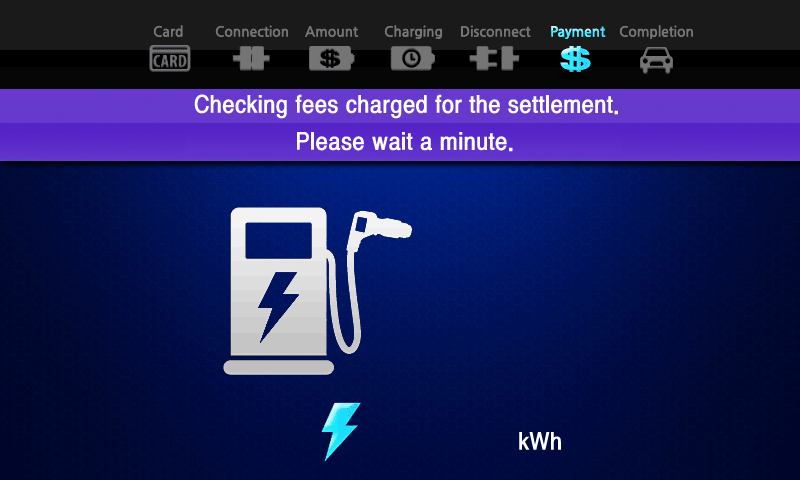 Card Connection Amount Charging Disconnect Payment Completion
CARD $ $
Checking fees charged for the settlement.
Please wait a minute.
kWh